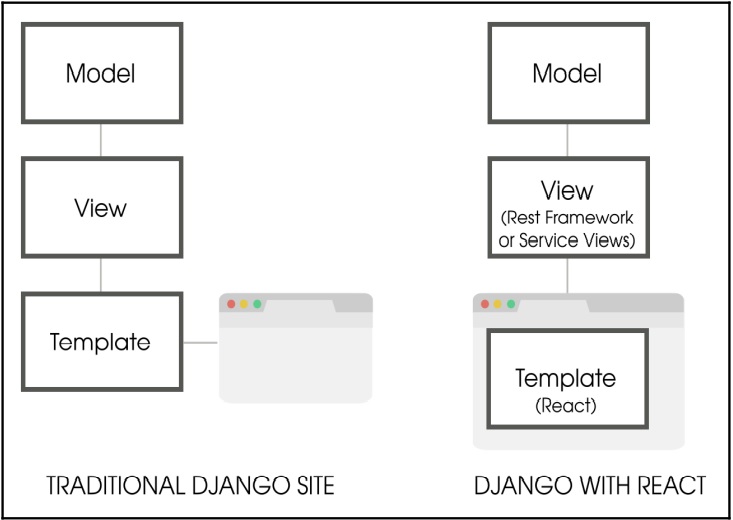 Model
View
Template
TRADITIONAL DJANGO SITE
Model
View
(Rest Framework
or Service Views)
Template
(React)
DJANGO WITH REACT